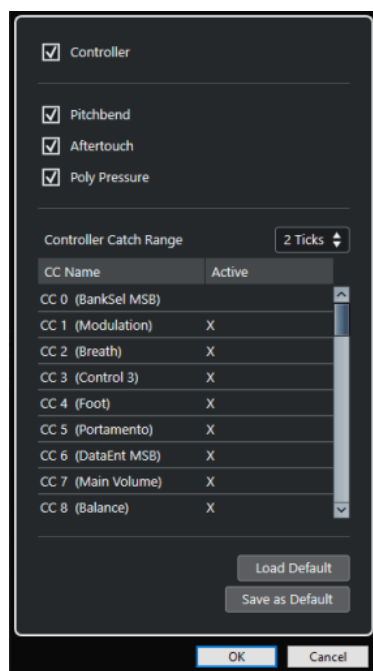 Controller
Pitchbend
Aftertouch
Poly Pressure
Controller Catch Range 2 Ticks
CC Name Active
CC 0 (BankSel MSB)
CC 1 (Modulation) X
CC 2 (Breath) X
CC 3 (Control 3) X
CC 4 (Foot) X
CC 5 (Portamento) X
CC 6 (DataEnt MSB) X
CC 7 (Main Volume) X
CC 8 (Balance) X
Load Default
Save as Default
OK Cancel